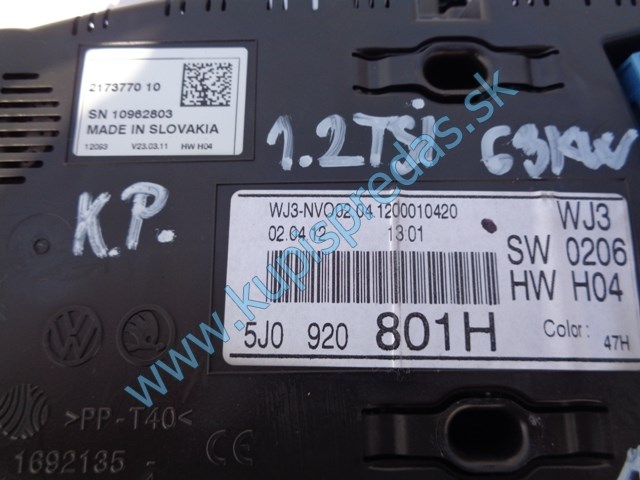 2173770 10
SN 10962803
MADE IN SLOVAKIA
12093 V23.03.11 HW H04
1.2TSi 63KW
K.P.
WJ3-NVO02.04.1200010420
02.04.12 13:01
WJ3
SW 0206
HW H04
5J0 920 801H
Color: 47H
>PP-T40<
CE
1692135
www.kupispredas.sk